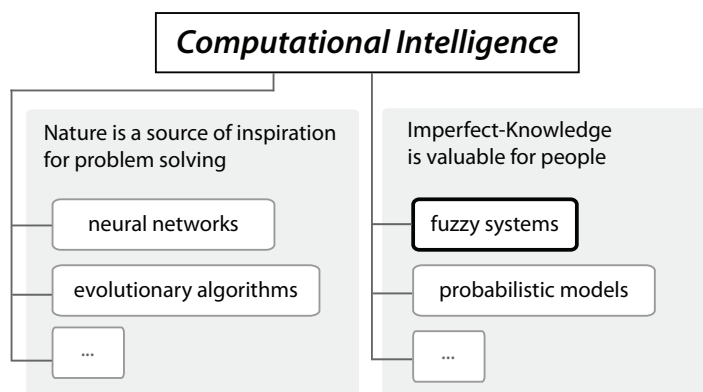 Computational Intelligence
Nature is a source of inspiration
for problem solving
neural networks
evolutionary algorithms
...
Imperfect-Knowledge
is valuable for people
fuzzy systems
probabilistic models
...